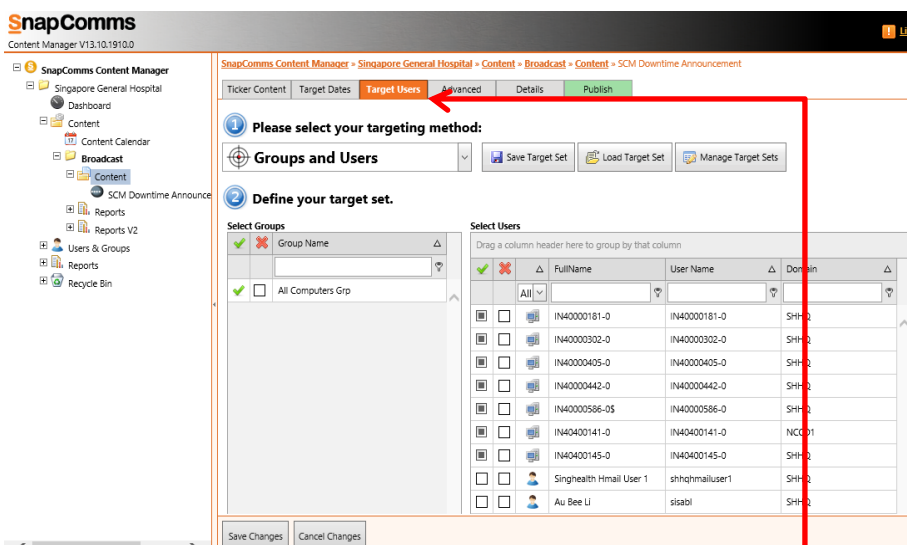 SnapComms
Content Manager V13.10.1910.0
SnapComms Content Manager
Singapore General Hospital
Dashboard
Content
Content Calendar
Broadcast
Content
SCM Downtime Announce
Reports
Reports V2
Users & Groups
Reports
Recycle Bin
SnapComms Content Manager » Singapore General Hospital » Content » Broadcast » Content » SCM Downtime Announcement
Ticker Content Target Dates Target Users Advanced Details Publish
1 Please select your targeting method:
Groups and Users Save Target Set Load Target Set Manage Target Sets
2 Define your target set.
Select Groups
Group Name
All Computers Grp
Select Users
Drag a column header here to group by that column
FullName User Name Domain
All
IN40000181-0 IN40000181-0 SHHQ
IN40000302-0 IN40000302-0 SHHQ
IN40000405-0 IN40000405-0 SHHQ
IN40000442-0 IN40000442-0 SHHQ
IN40000586-0$ IN40000586-0 SHHQ
IN40400141-0 IN40400141-0
IN40400145-0 IN40400145-0 SHHQ
Singhealth Hmail User 1 shhqhmailuser1 SHHQ
Au Bee Li sisabl SHHQ
Save Changes Cancel Changes